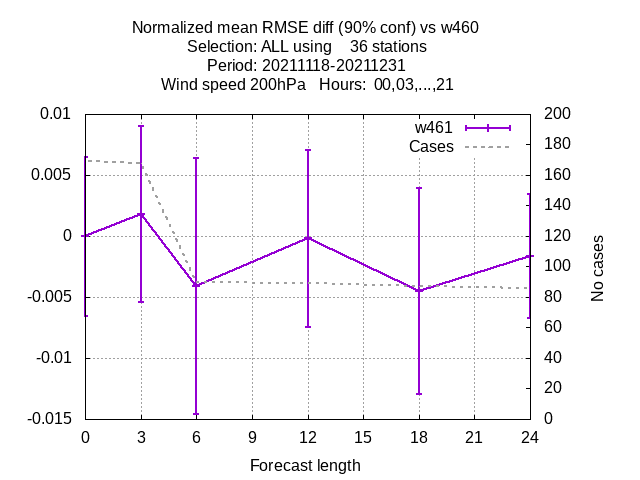 Normalized mean RMSE diff (90% conf) vs w460
Selection: ALL using    36 stations
Period: 20211118-20211231
Wind speed 200hPa   Hours:  00,03,...,21
0.01
0.005
0
-0.005
-0.01
-0.015
w461
Cases
200
180
160
140
120
100
80
60
40
20
0
No cases
0 3 6 9 12 15 18 21 24
Forecast length